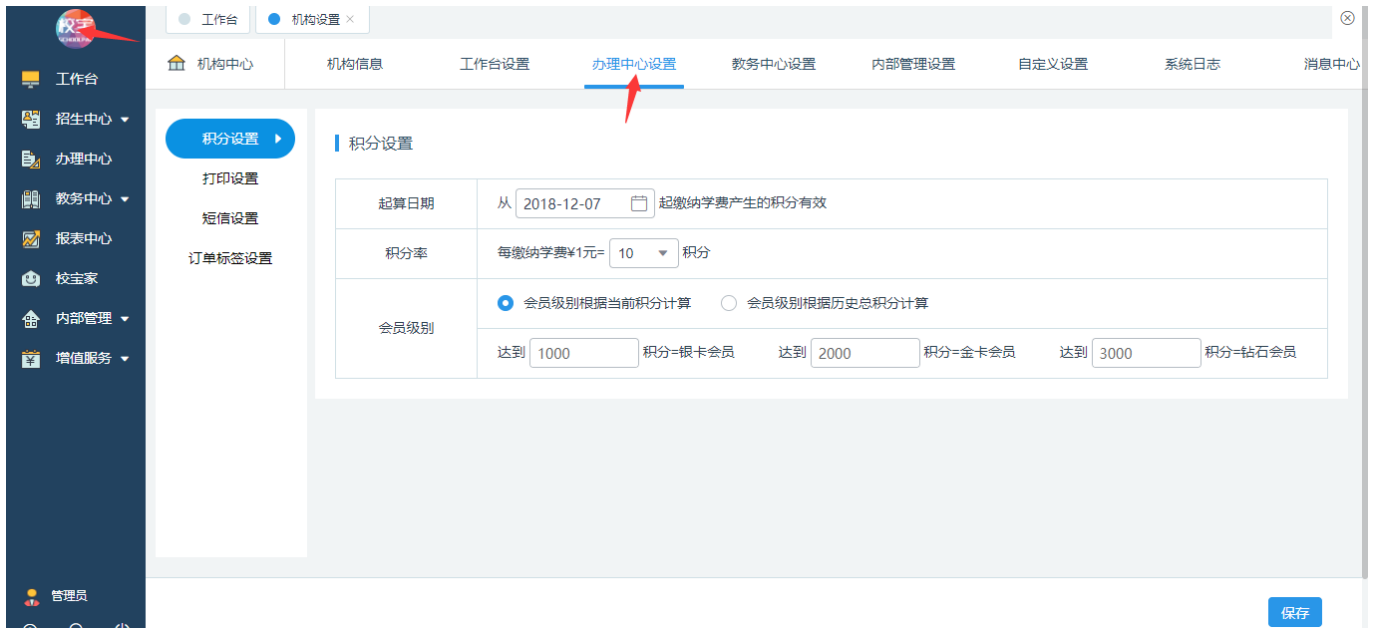 校宝
工作台
机构设置
机构中心
机构信息
工作台设置
办理中心设置
教务中心设置
内部管理设置
自定义设置
系统日志
消息中心
工作台
招生中心
办理中心
教务中心
报表中心
校宝家
内部管理
增值服务
管理员
积分设置
打印设置
短信设置
订单标签设置
积分设置
起算日期
从 2018-12-07 起缴纳学费产生的积分有效
积分率
每缴纳学费¥1元= 10 积分
会员级别
会员级别根据当前积分计算 会员级别根据历史总积分计算
达到 1000 积分=银卡会员 达到 2000 积分=金卡会员 达到 3000 积分=钻石会员
保存